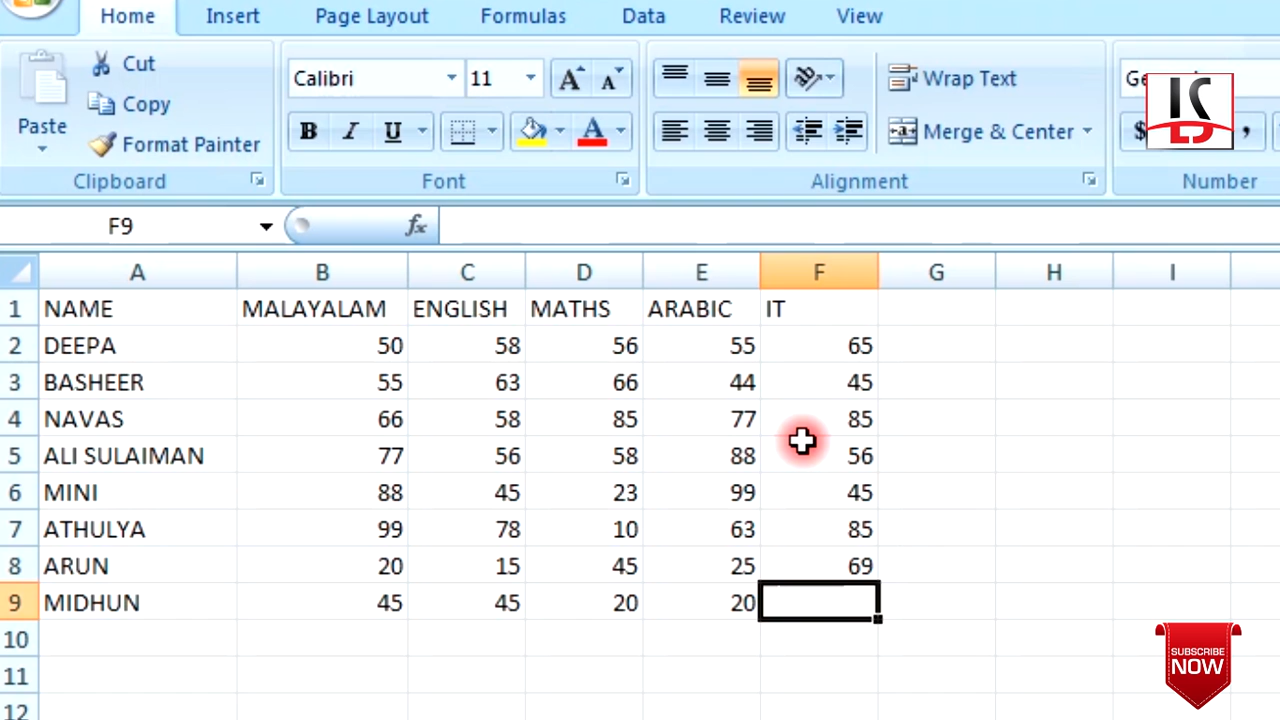 Home Insert Page Layout Formulas Data Review View
Cut
Calibri 11 A A Wrap Text
Copy
Paste B I U A Merge & Center $ ,
Format Painter
Clipboard Font Alignment Number
F9 fx
A B C D E F G H I
1 NAME MALAYALAM ENGLISH MATHS ARABIC IT
2 DEEPA 50 58 56 55 65
3 BASHEER 55 63 66 44 45
4 NAVAS 66 58 85 77 85
5 ALI SULAIMAN 77 56 58 88 56
6 MINI 88 45 23 99 45
7 ATHULYA 99 78 10 63 85
8 ARUN 20 15 45 25 69
9 MIDHUN 45 45 20 20
10
11
12
SUBSCRIBE
NOW